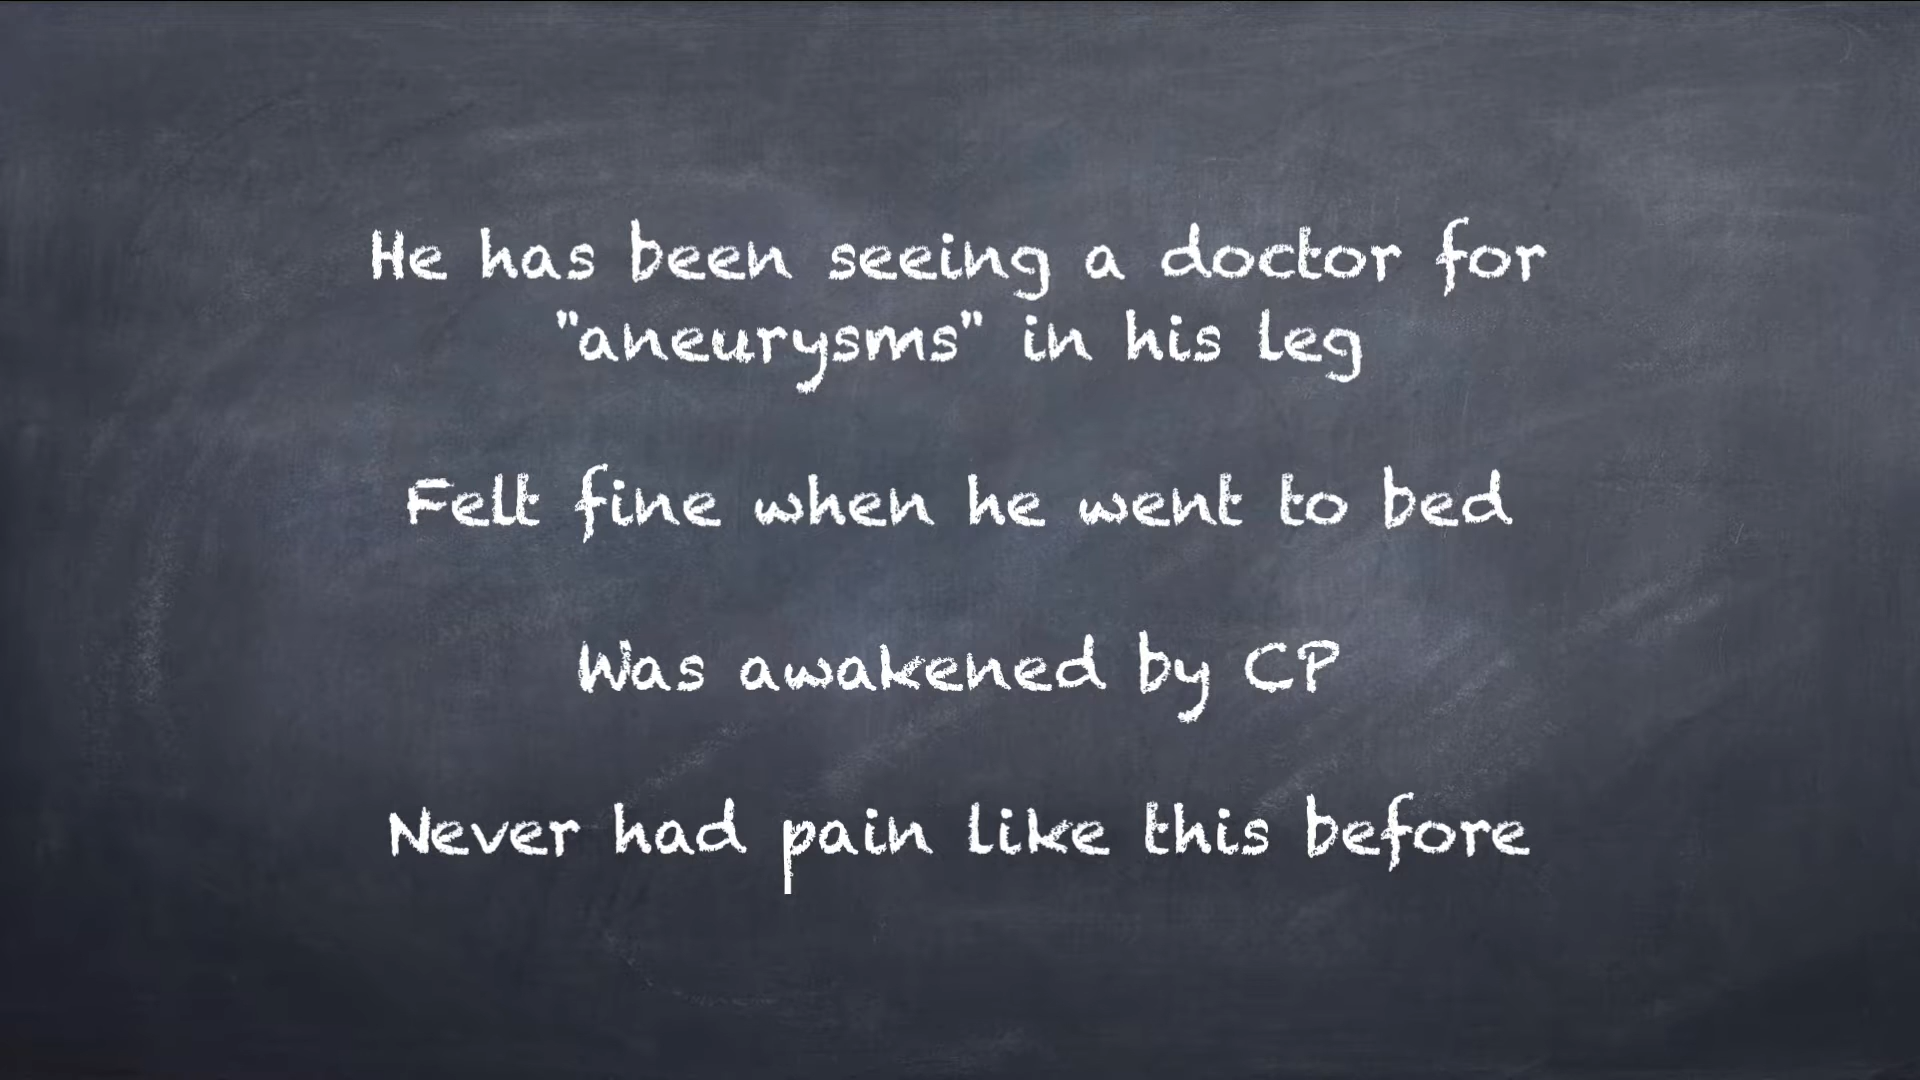 He has been seeing a doctor for
"aneurysms" in his leg
Felt fine when he went to bed
Was awakened by CP
Never had pain like this before